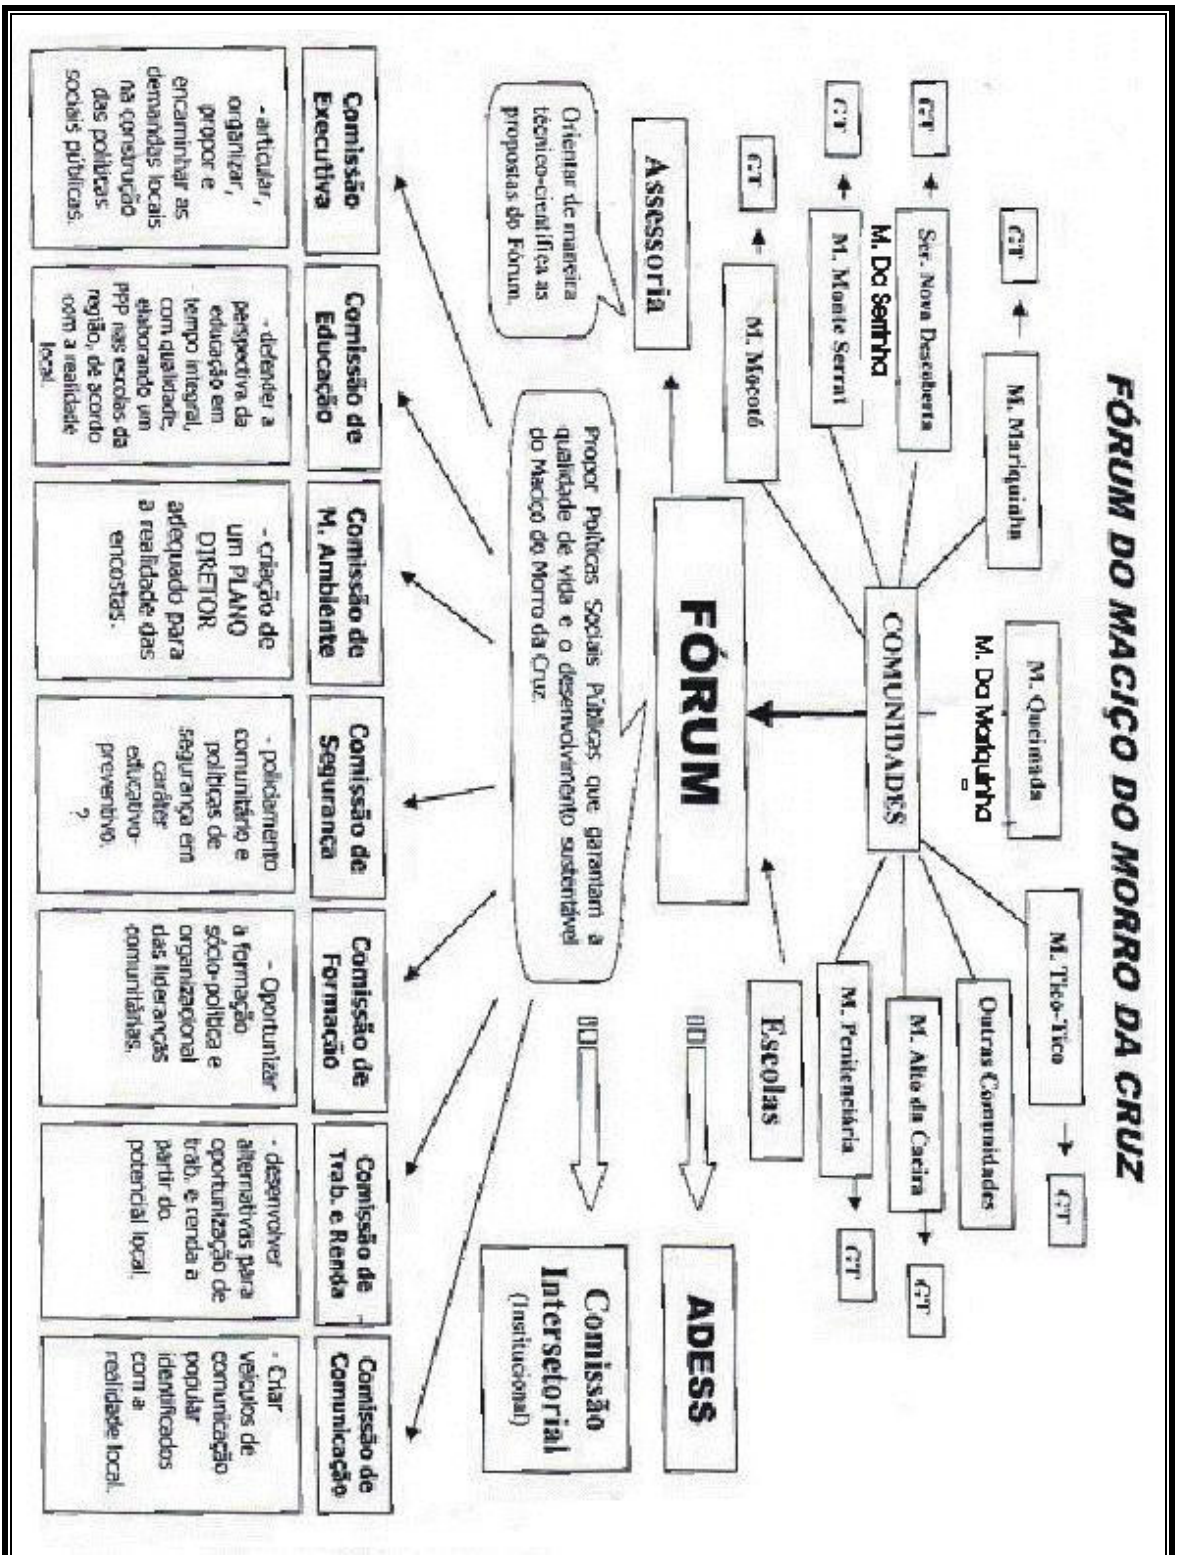 FÓRUM DO MACIÇO DO MORRO DA CRUZ
M. Mariquinha
GT
M. Queimada
M. Da Mariquinha
M. Tico-Tico
GT
Ser. Nova Descoberta
GT
M. Da Serrinha
M. Monte Serrat
GT
M. Mocotó
GT
COMUNIDADES
Outras Comunidades
M. Alto da Caeira
GT
M. Penitenciária
GT
Escolas
Assessoria
Orientar de maneira
técnico-científica as
propostas do Fórum.
FÓRUM
ADESS
Propor Políticas Sociais Públicas que garantam a
qualidade de vida e o desenvolvimento sustentável
do Maciço do Morro da Cruz.
Comissão
Intersetorial
(Institucional)
Comissão
Executiva
- articular,
organizar,
propor e
encaminhar as
demandas locais
na construção
das políticas
sociais públicas.
Comissão de
Educação
- defender a
perspectiva da
educação em
tempo integral,
com qualidade,
elaborando um
PPP nas escolas da
região, de acordo
com a realidade
local.
Comissão de
M. Ambiente
- criação de
um PLANO
DIRETOR
adequado para
a realidade das
encostas.
Comissão de
Segurança
- policiamento
comunitário e
políticas de
segurança em
caráter
educativo-
preventivo.
?
Comissão de
Formação
- Oportunizar
a formação
sócio-política e
organizacional
das lideranças
comunitárias.
Comissão de
Trab. e Renda
- desenvolver
alternativas para
oportunização de
trab. e renda a
partir do
potencial local.
Comissão de
Comunicação
- Criar
veículos de
comunicação
popular
identificados
com a
realidade local.